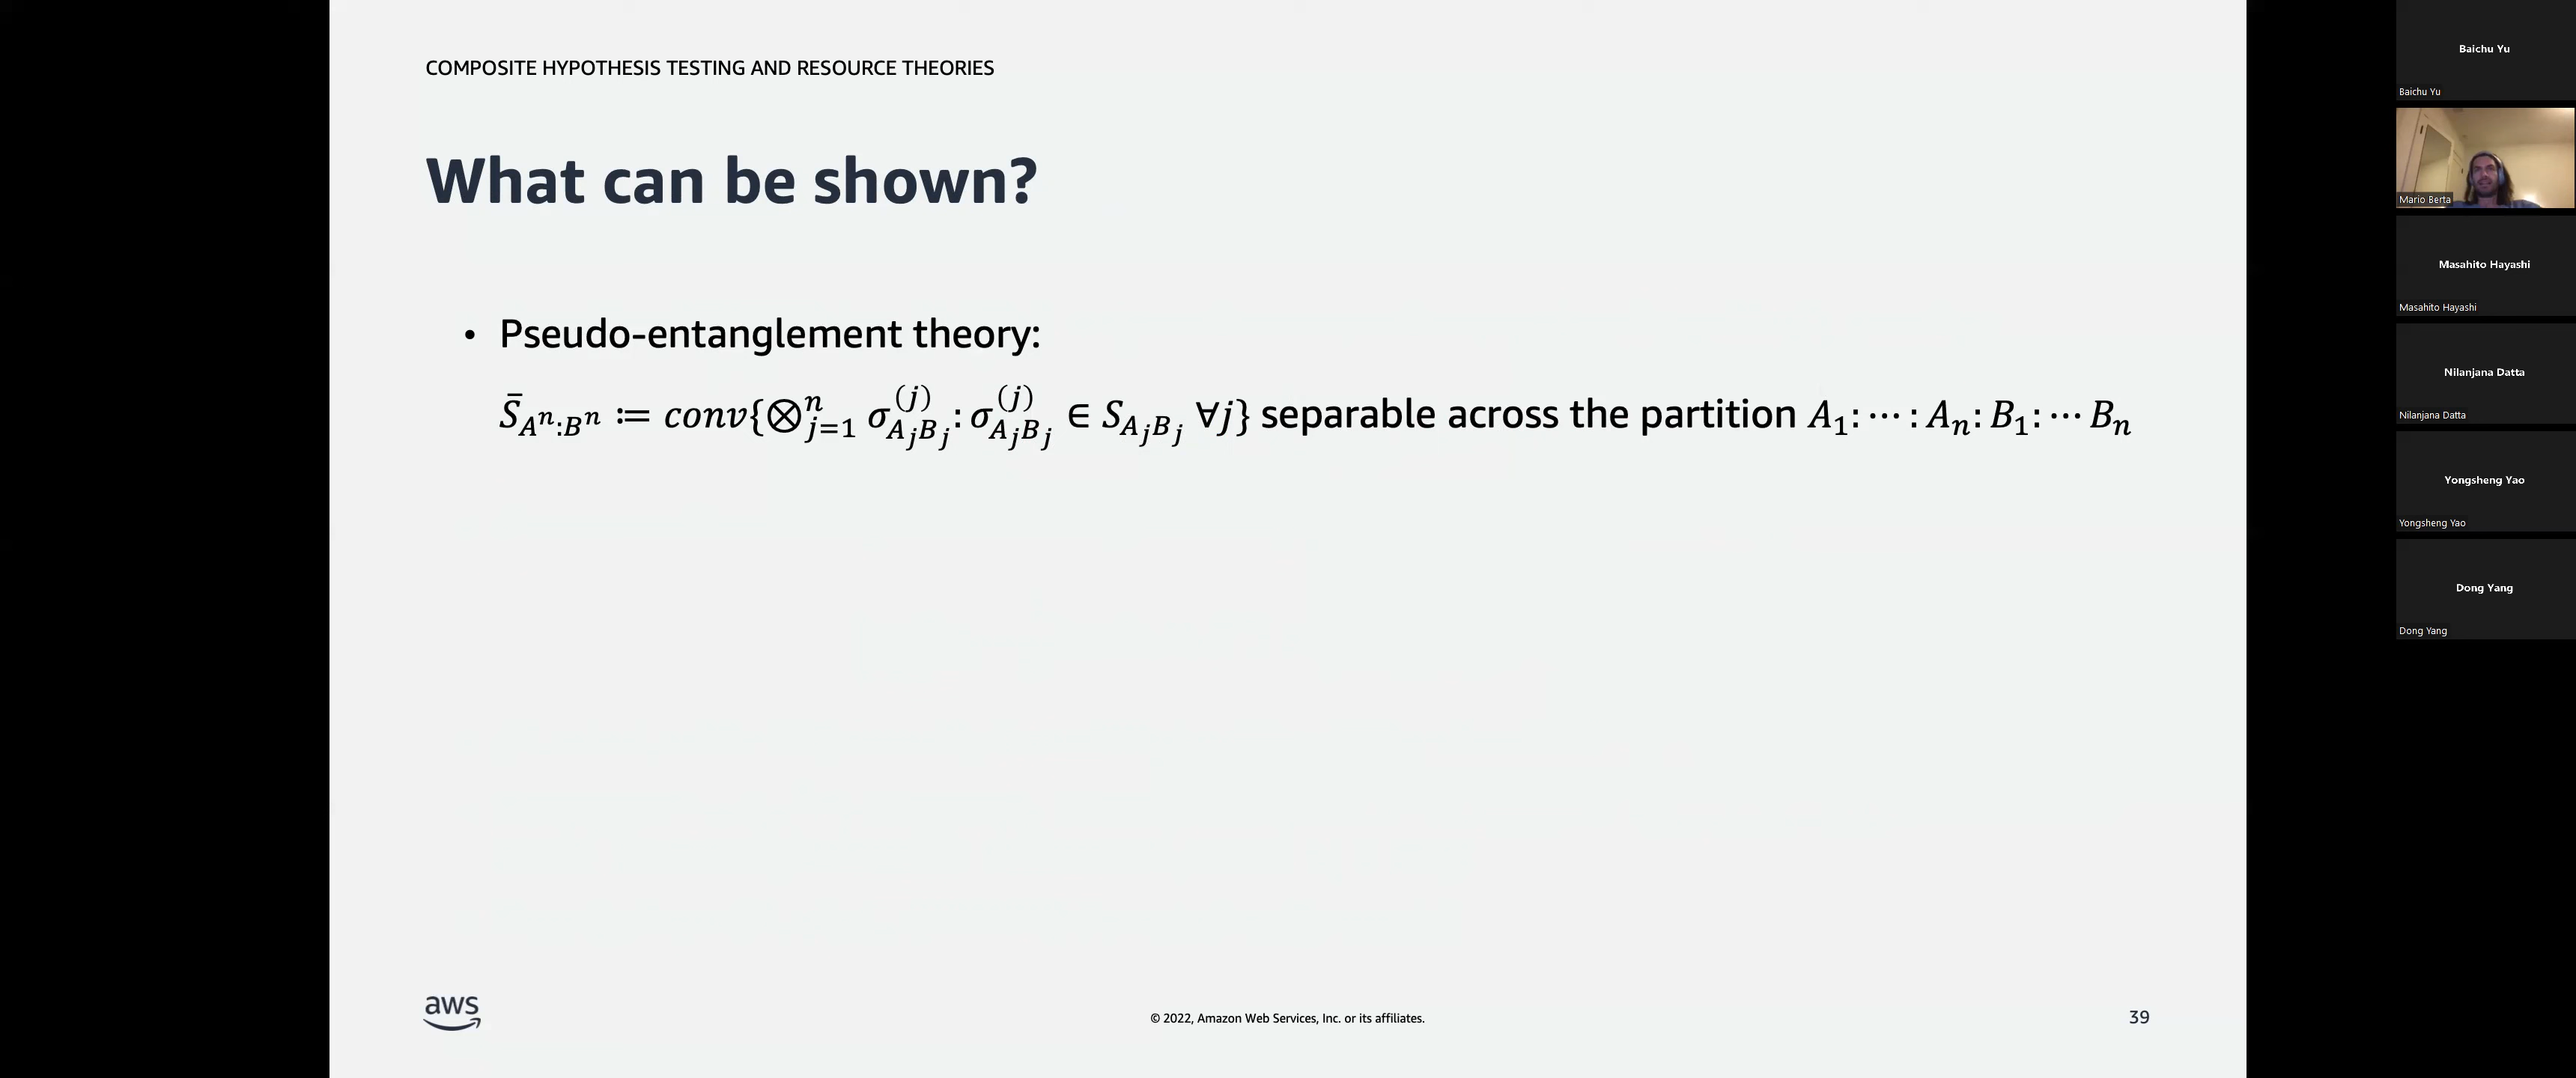 COMPOSITE HYPOTHESIS TESTING AND RESOURCE THEORIES
What can be shown?
• Pseudo-entanglement theory:
S̄_{A^n:B^n} ≔ conv{⊗_{j=1}^n σ_{A_jB_j}^{(j)}: σ_{A_jB_j}^{(j)} ∈ S_{A_jB_j} ∀j} separable across the partition A_1: ⋯ : A_n: B_1: ⋯ B_n
aws
© 2022, Amazon Web Services, Inc. or its affiliates.
39
Baichu Yu
Baichu Yu
Mario Berta
Masahito Hayashi
Masahito Hayashi
Nilanjana Datta
Nilanjana Datta
Yongsheng Yao
Yongsheng Yao
Dong Yang
Dong Yang